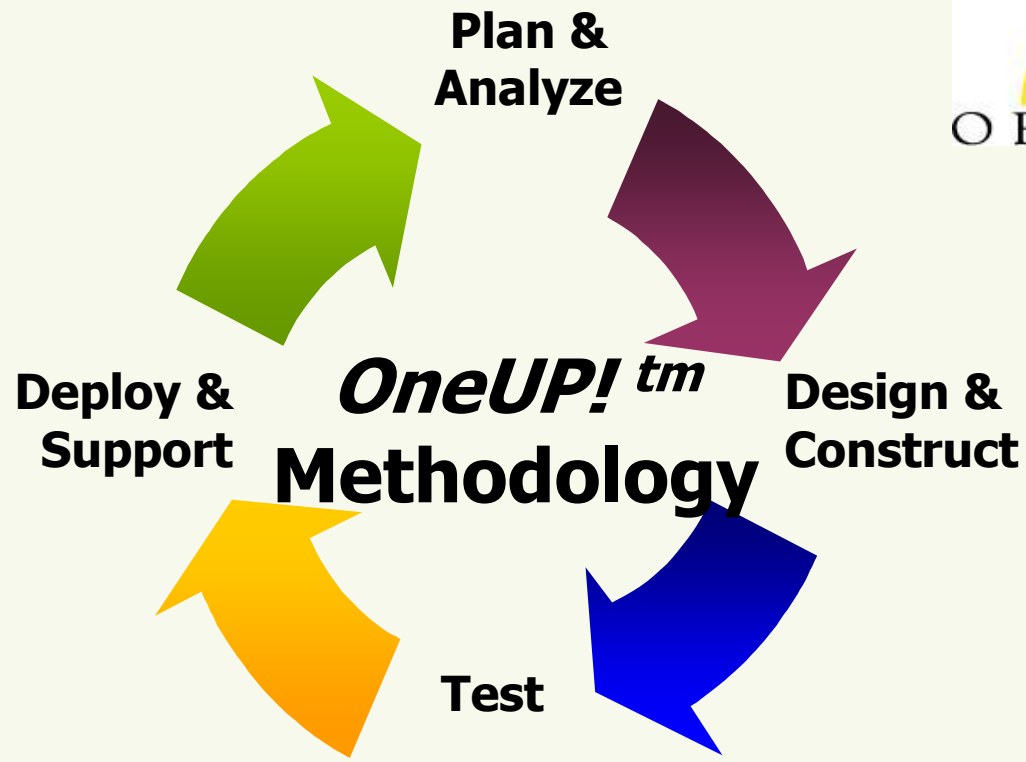 Plan &
Analyze
OneUP! tm
Methodology
Deploy &
Support
Design &
Construct
Test